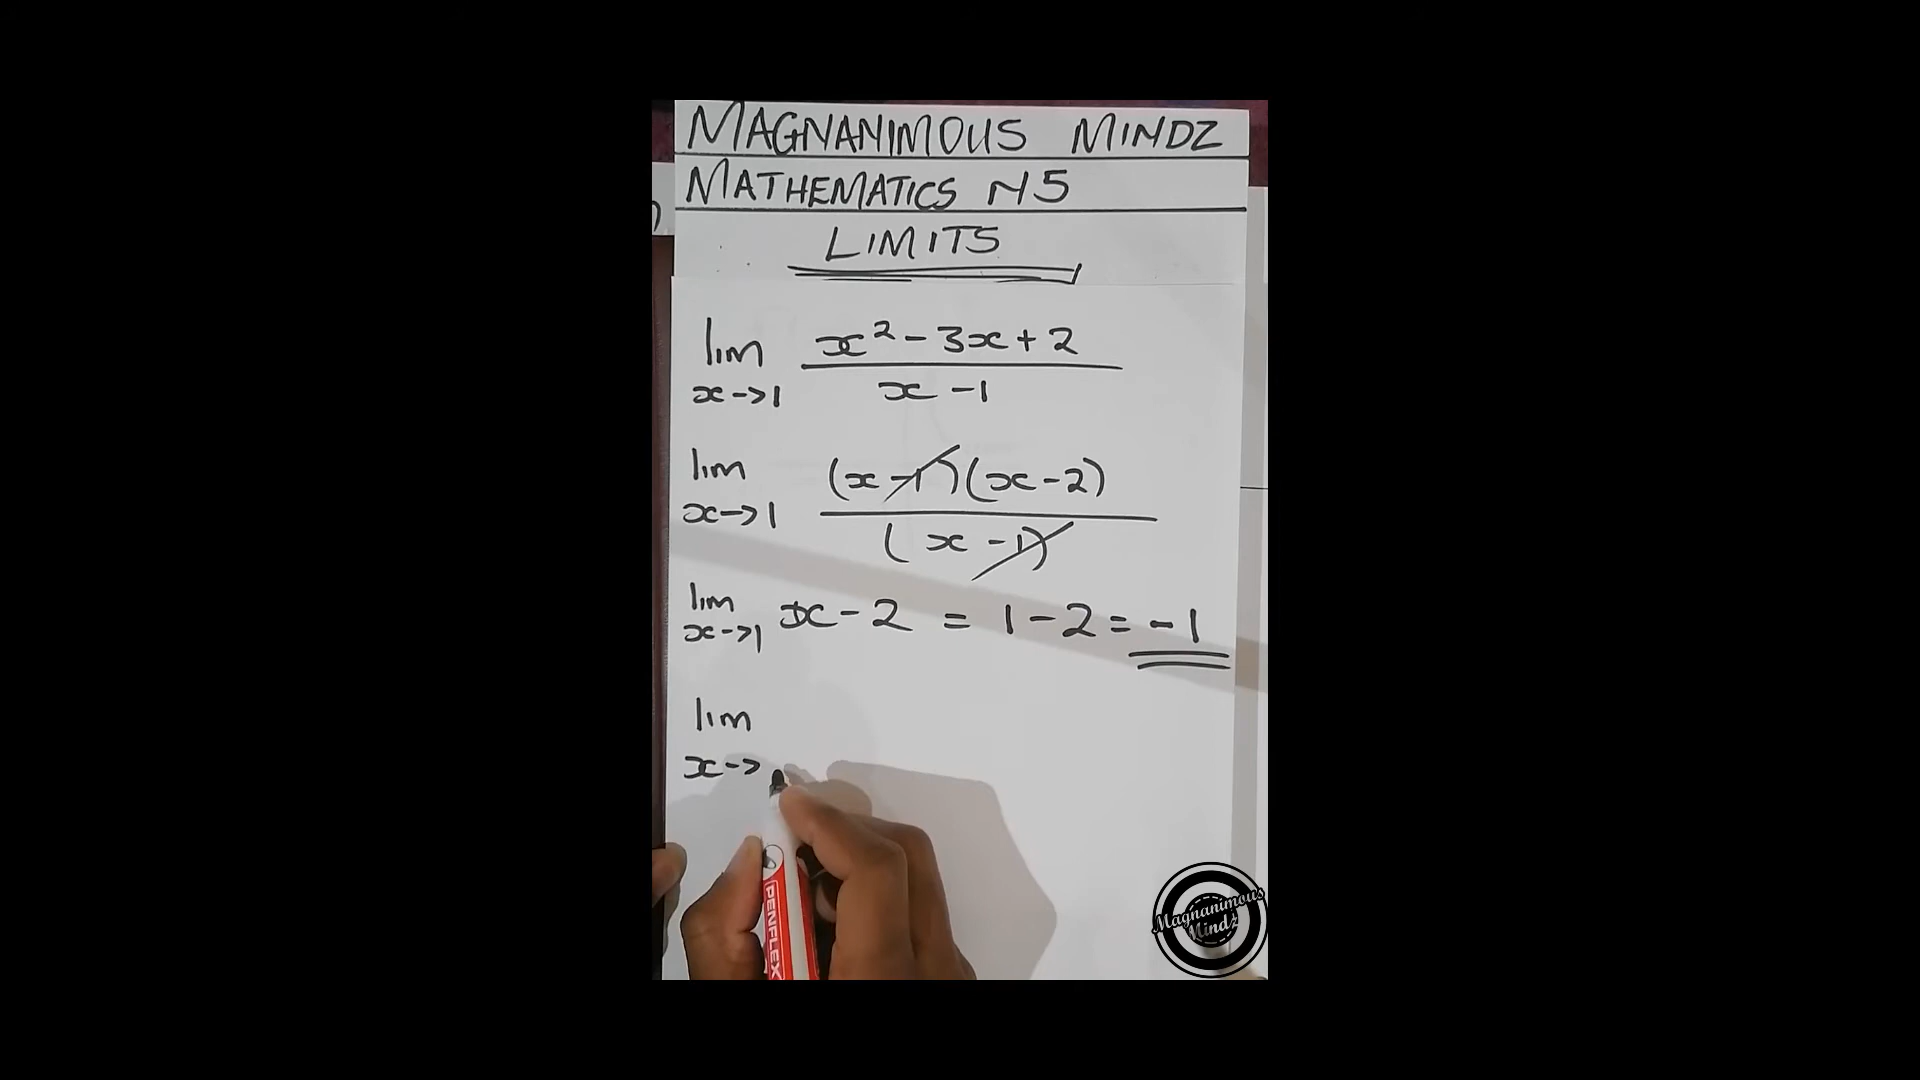 MAGNANIMOUS MINDZ
MATHEMATICS N5
LIMITS
lim x²-3x+2
x->1 x-1
lim (x-1)(x-2)
x->1 (x-1)
lim x->1 x-2 = 1-2 = -1
lim
x->
PENFLEX
Magnanimous
Mindz